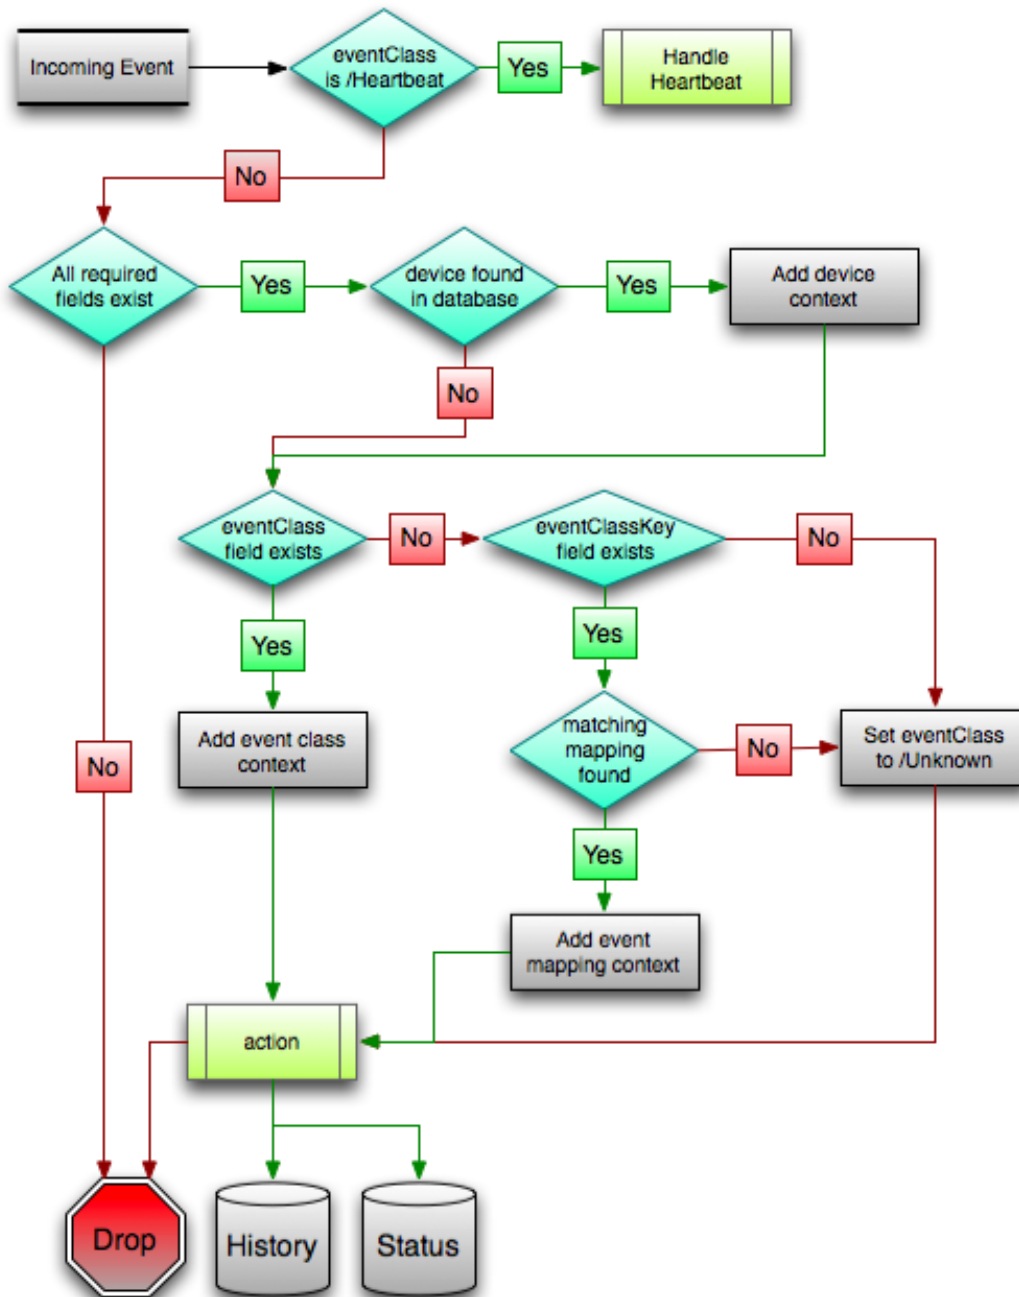 Incoming Event
eventClass
is /Heartbeat
Yes
Handle
Heartbeat
No
All required
fields exist
Yes
device found
in database
Yes
Add device
context
No
eventClass
field exists
No
eventClassKey
field exists
No
Yes
Yes
matching
mapping
found
No
Set eventClass
to /Unknown
Add event class
context
No
Yes
Add event
mapping context
action
Drop
History
Status